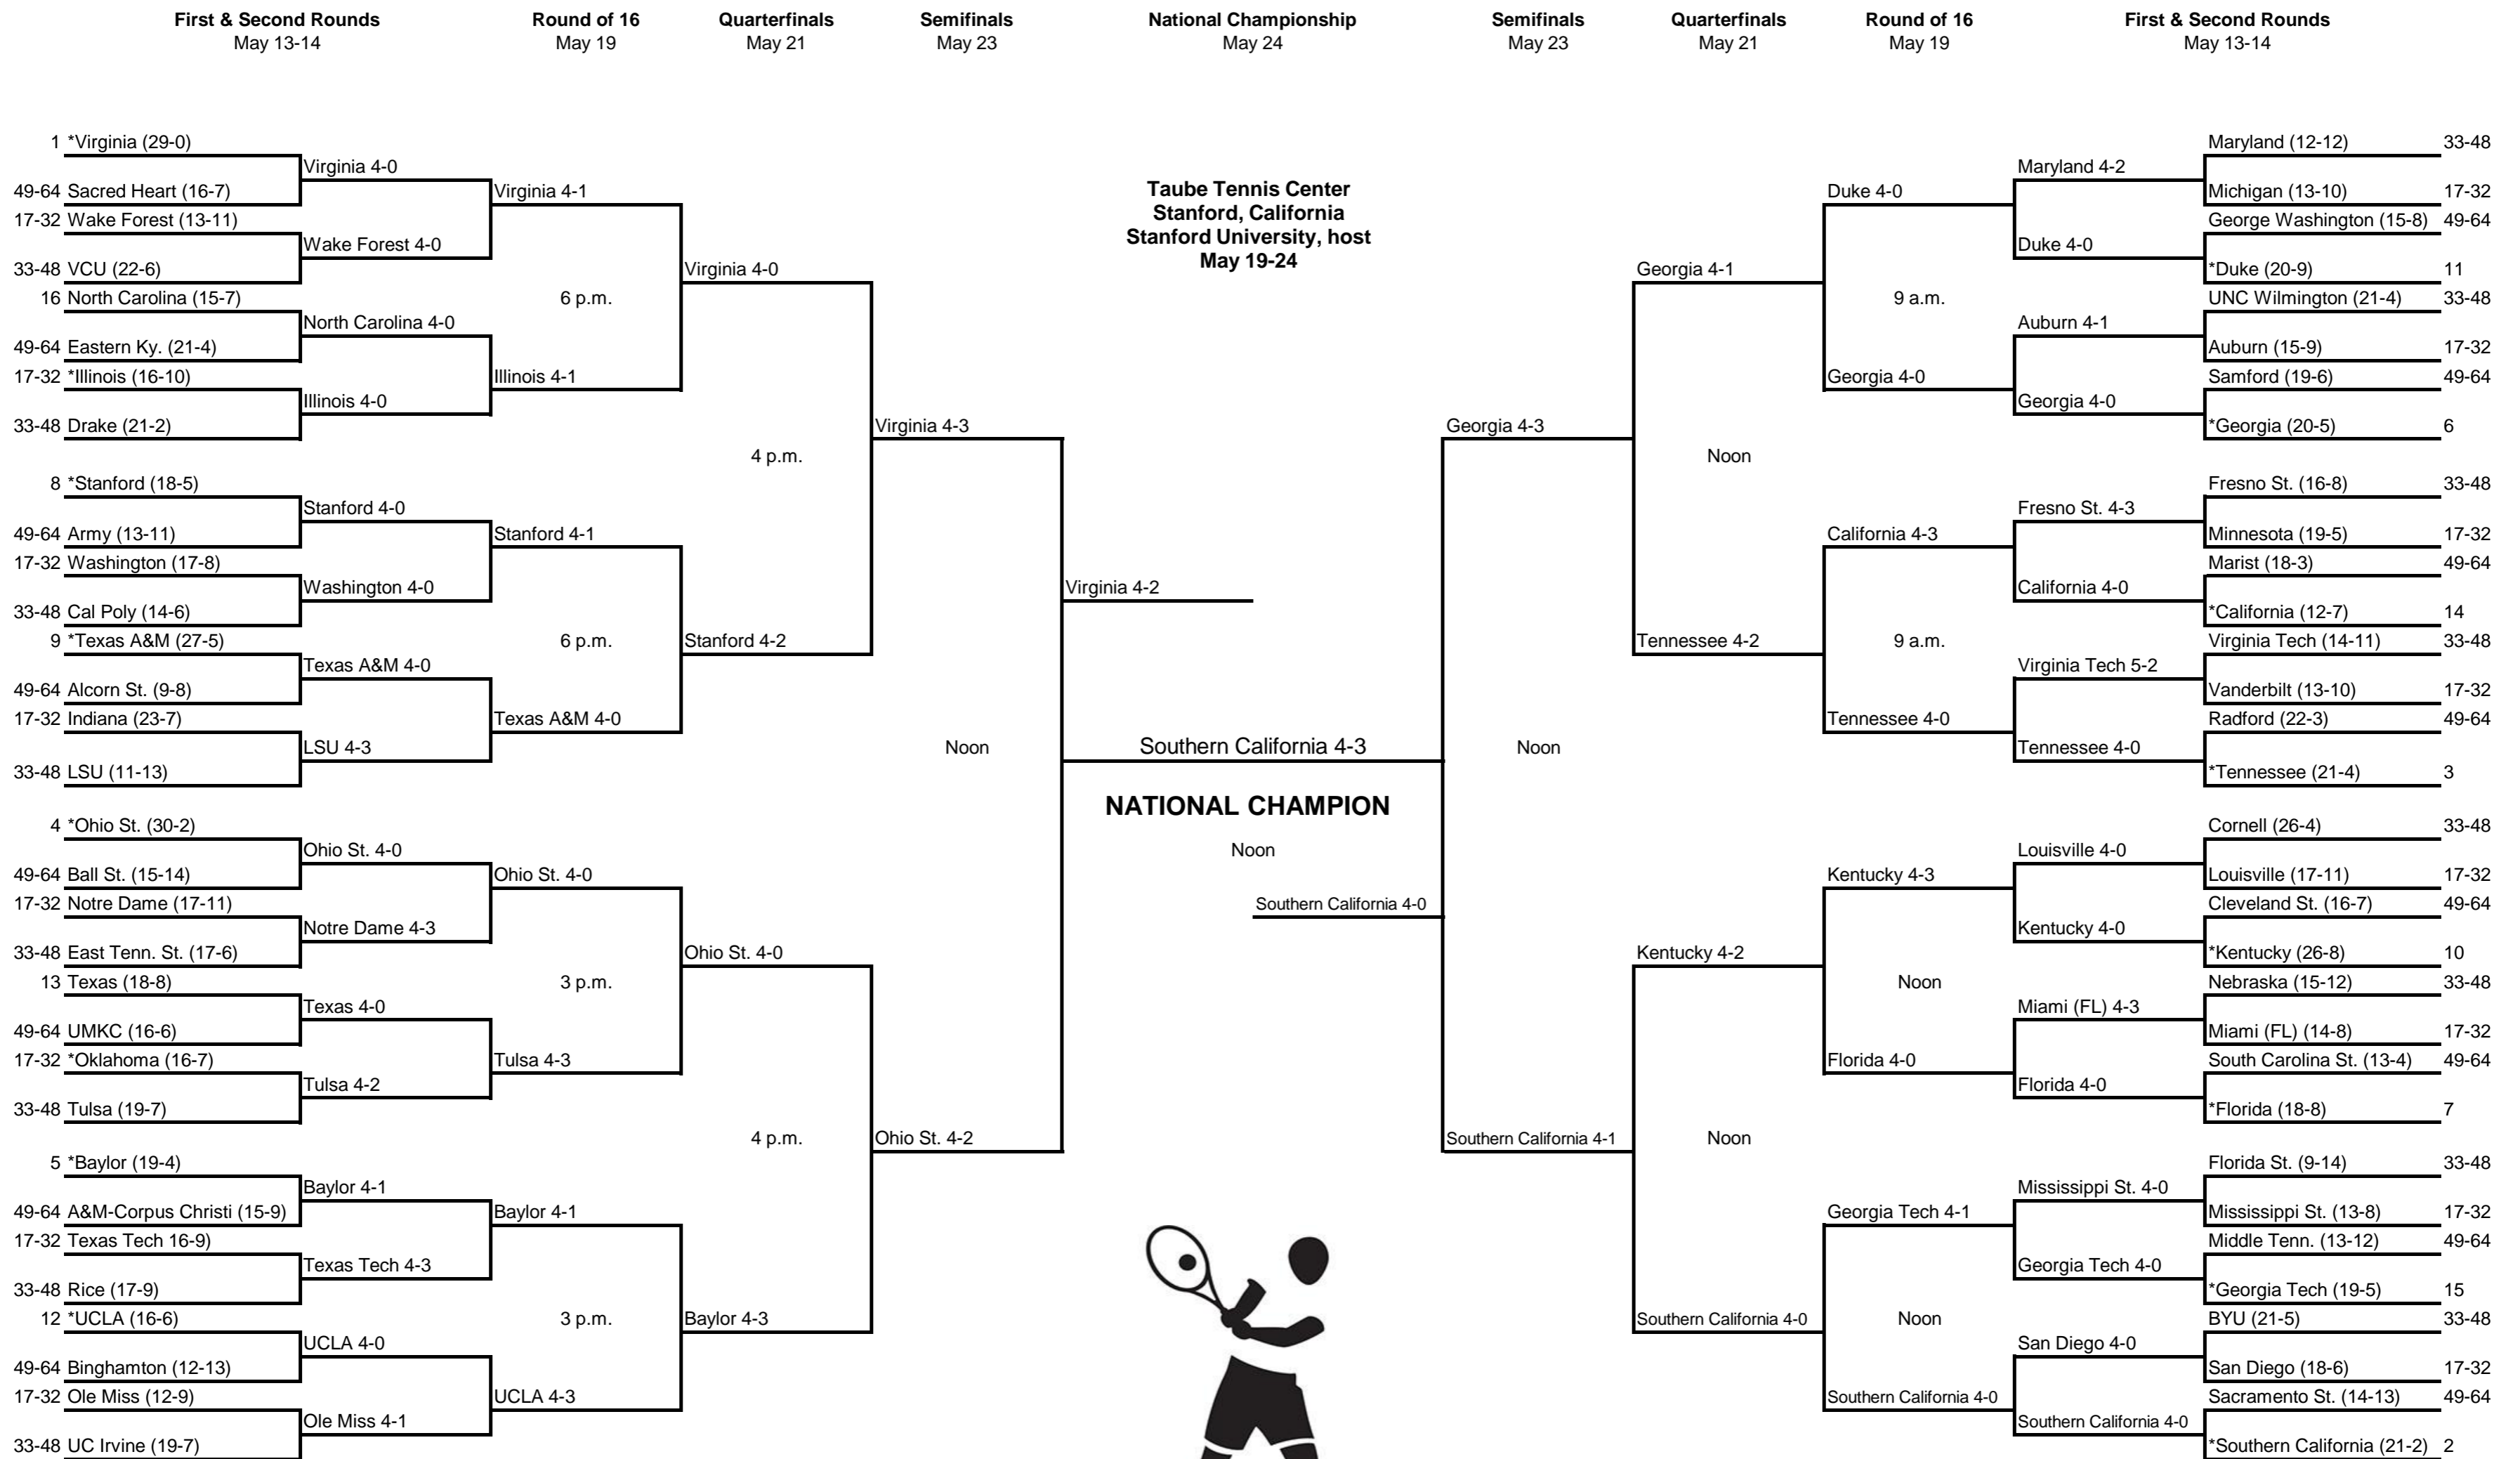 First & Second Rounds
May 13-14
Round of 16
May 19
Quarterfinals
May 21
Semifinals
May 23
National Championship
May 24
Semifinals
May 23
Quarterfinals
May 21
Round of 16
May 19
First & Second Rounds
May 13-14
1 *Virginia (29-0)
49-64 Sacred Heart (16-7)
17-32 Wake Forest (13-11)
33-48 VCU (22-6)
16 North Carolina (15-7)
49-64 Eastern Ky. (21-4)
17-32 *Illinois (16-10)
33-48 Drake (21-2)
8 *Stanford (18-5)
49-64 Army (13-11)
17-32 Washington (17-8)
33-48 Cal Poly (14-6)
9 *Texas A&M (27-5)
49-64 Alcorn St. (9-8)
17-32 Indiana (23-7)
33-48 LSU (11-13)
4 *Ohio St. (30-2)
49-64 Ball St. (15-14)
17-32 Notre Dame (17-11)
33-48 East Tenn. St. (17-6)
13 Texas (18-8)
49-64 UMKC (16-6)
17-32 *Oklahoma (16-7)
33-48 Tulsa (19-7)
5 *Baylor (19-4)
49-64 A&M-Corpus Christi (15-9)
17-32 Texas Tech 16-9)
33-48 Rice (17-9)
12 *UCLA (16-6)
49-64 Binghamton (12-13)
17-32 Ole Miss (12-9)
33-48 UC Irvine (19-7)
Virginia 4-0
Wake Forest 4-0
North Carolina 4-0
Illinois 4-0
Stanford 4-0
Washington 4-0
Texas A&M 4-0
LSU 4-3
Ohio St. 4-0
Notre Dame 4-3
Texas 4-0
Tulsa 4-2
Baylor 4-1
Texas Tech 4-3
UCLA 4-0
Ole Miss 4-1
Virginia 4-1
6 p.m.
Illinois 4-1
Stanford 4-1
6 p.m.
Texas A&M 4-0
Ohio St. 4-0
3 p.m.
Tulsa 4-3
Baylor 4-1
3 p.m.
UCLA 4-3
Virginia 4-0
4 p.m.
Stanford 4-2
Ohio St. 4-0
4 p.m.
Baylor 4-3
Virginia 4-3
Noon
Ohio St. 4-2
Taube Tennis Center
Stanford, California
Stanford University, host
May 19-24
Virginia 4-2
Southern California 4-3
NATIONAL CHAMPION
Noon
Southern California 4-0
Georgia 4-3
Noon
Southern California 4-1
Georgia 4-1
Noon
Tennessee 4-2
Kentucky 4-2
Noon
Southern California 4-0
Duke 4-0
9 a.m.
Georgia 4-0
California 4-3
9 a.m.
Tennessee 4-0
Kentucky 4-3
Noon
Florida 4-0
Georgia Tech 4-1
Noon
Southern California 4-0
Maryland 4-2
Duke 4-0
Auburn 4-1
Georgia 4-0
Fresno St. 4-3
California 4-0
Virginia Tech 5-2
Tennessee 4-0
Louisville 4-0
Kentucky 4-0
Miami (FL) 4-3
Florida 4-0
Mississippi St. 4-0
Georgia Tech 4-0
San Diego 4-0
Southern California 4-0
Maryland (12-12) 33-48
Michigan (13-10) 17-32
George Washington (15-8) 49-64
*Duke (20-9) 11
UNC Wilmington (21-4) 33-48
Auburn (15-9) 17-32
Samford (19-6) 49-64
*Georgia (20-5) 6
Fresno St. (16-8) 33-48
Minnesota (19-5) 17-32
Marist (18-3) 49-64
*California (12-7) 14
Virginia Tech (14-11) 33-48
Vanderbilt (13-10) 17-32
Radford (22-3) 49-64
*Tennessee (21-4) 3
Cornell (26-4) 33-48
Louisville (17-11) 17-32
Cleveland St. (16-7) 49-64
*Kentucky (26-8) 10
Nebraska (15-12) 33-48
Miami (FL) (14-8) 17-32
South Carolina St. (13-4) 49-64
*Florida (18-8) 7
Florida St. (9-14) 33-48
Mississippi St. (13-8) 17-32
Middle Tenn. (13-12) 49-64
*Georgia Tech (19-5) 15
BYU (21-5) 33-48
San Diego (18-6) 17-32
Sacramento St. (14-13) 49-64
*Southern California (21-2) 2